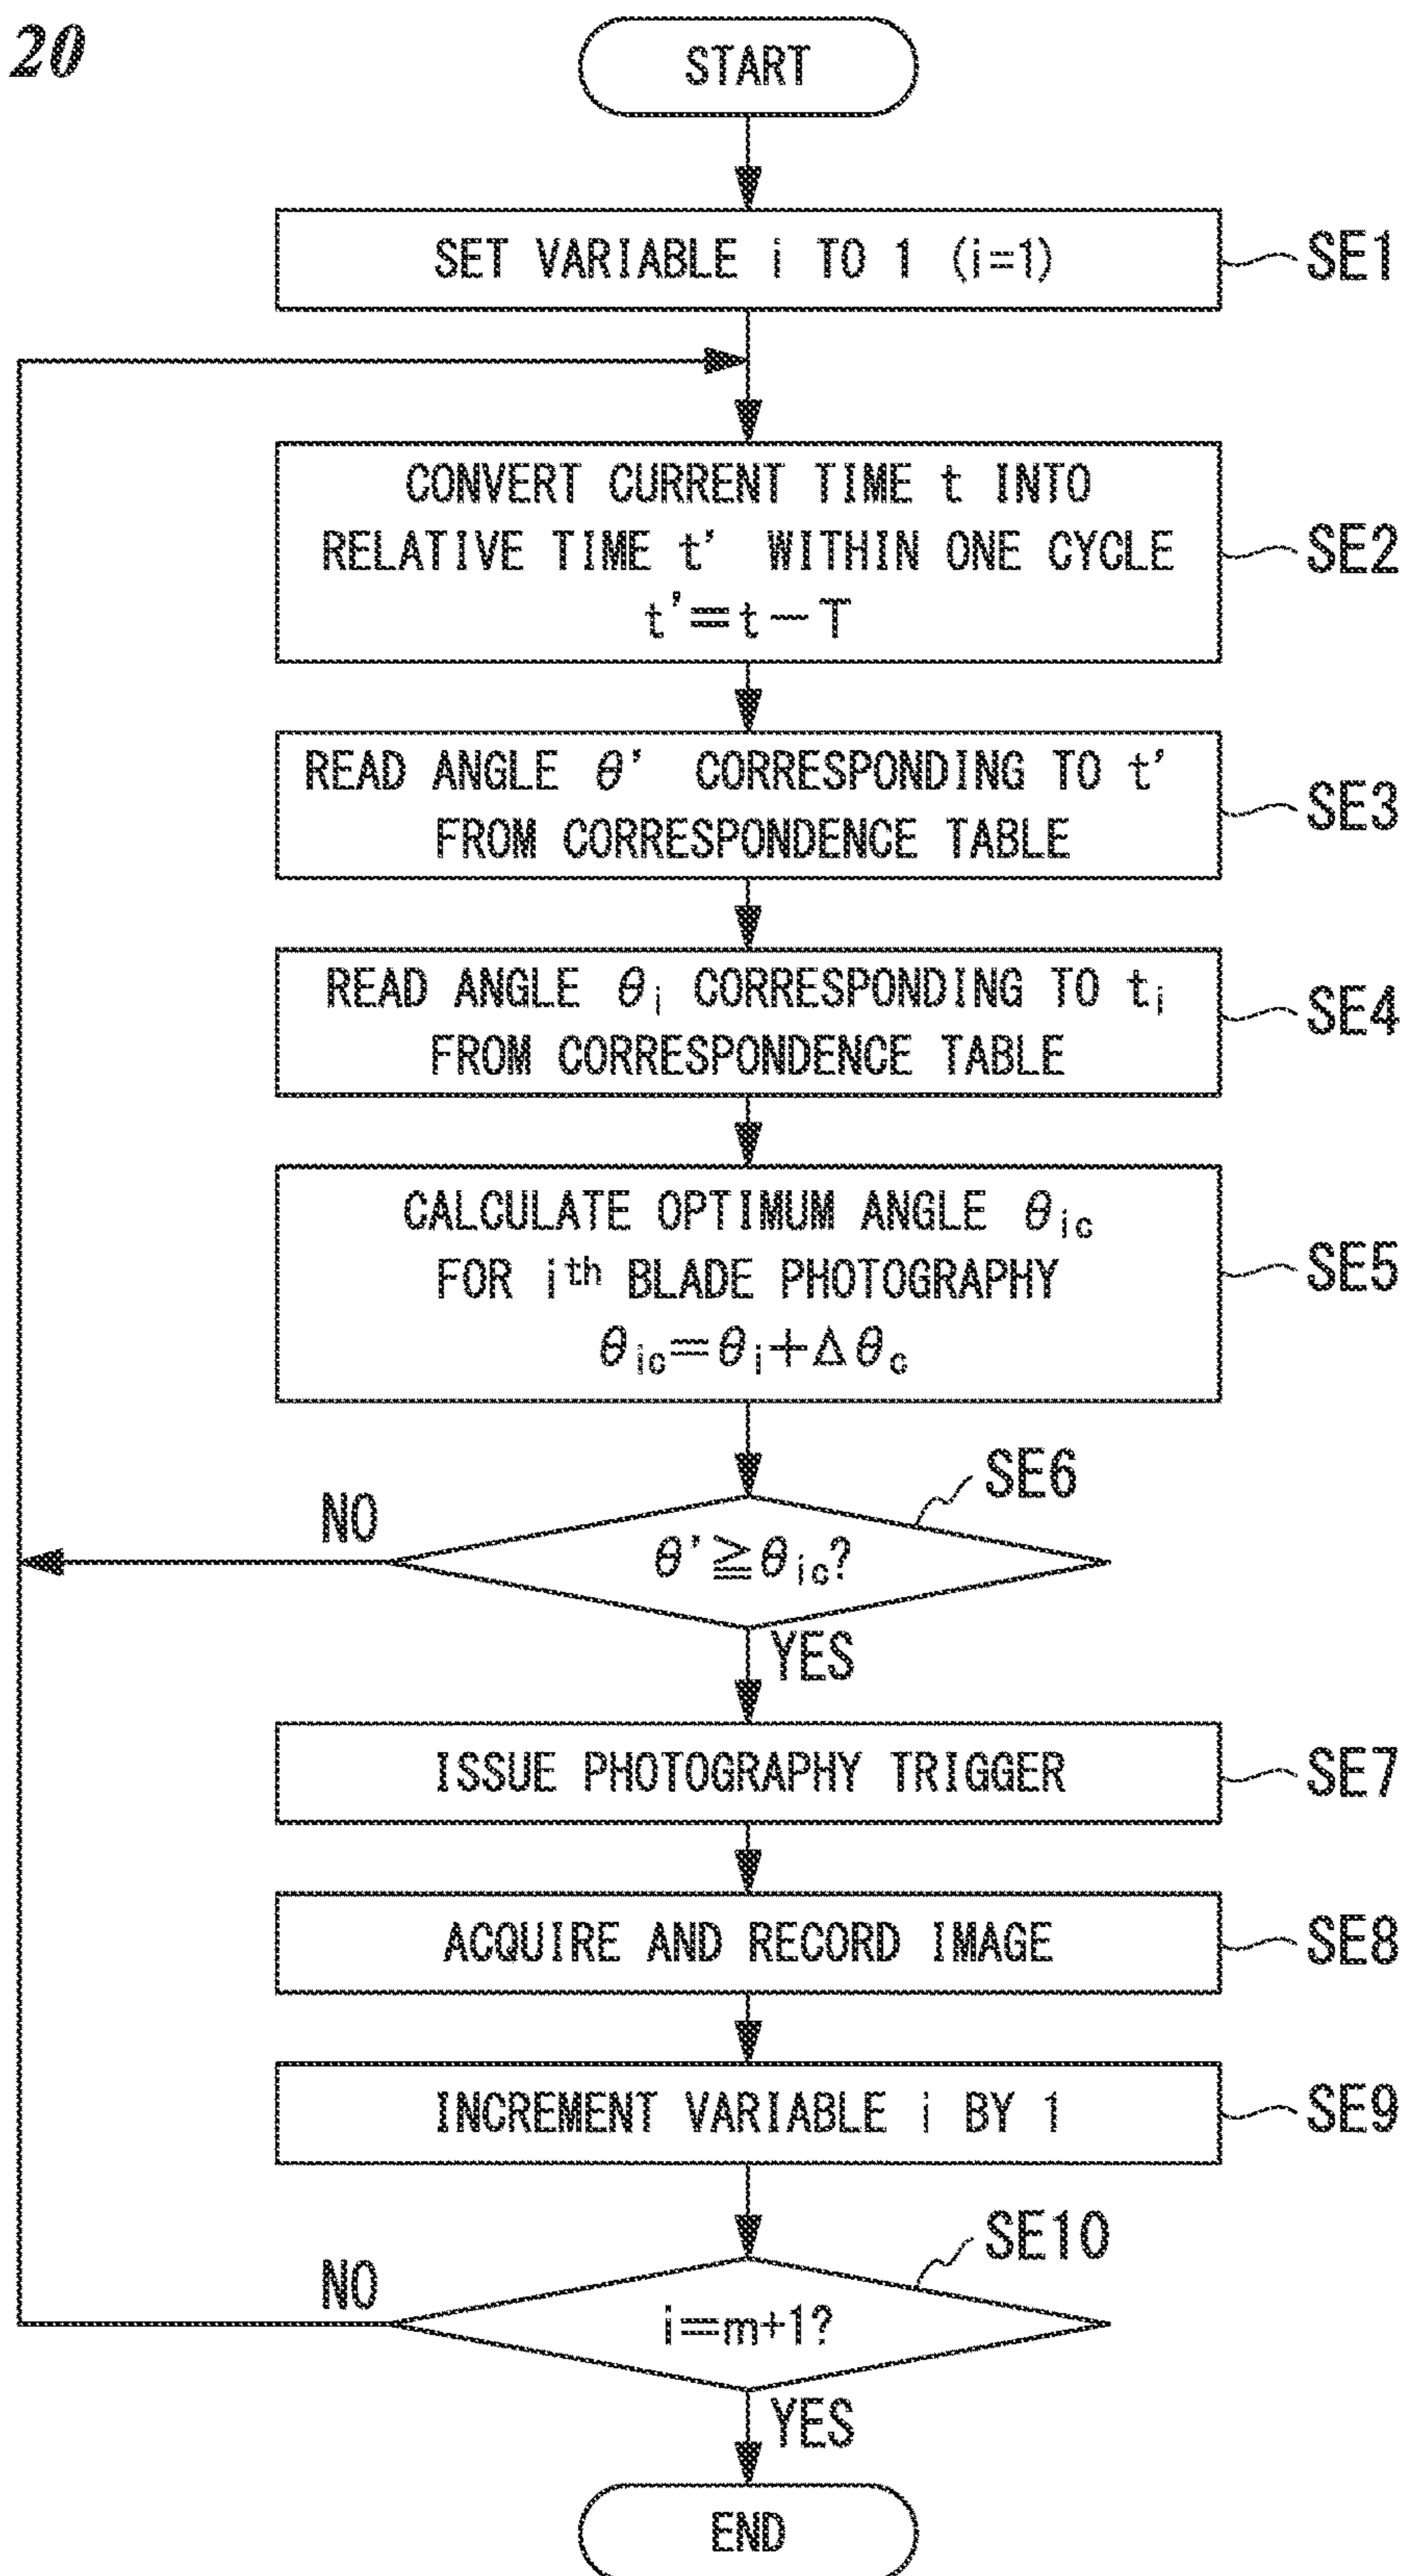 20
START
SET VARIABLE i TO 1 (i=1)
SE1
CONVERT CURRENT TIME t INTO
RELATIVE TIME t' WITHIN ONE CYCLE
t'=t-T
SE2
READ ANGLE θ' CORRESPONDING TO t'
FROM CORRESPONDENCE TABLE
SE3
READ ANGLE θi CORRESPONDING TO ti
FROM CORRESPONDENCE TABLE
SE4
CALCULATE OPTIMUM ANGLE θic
FOR ith BLADE PHOTOGRAPHY
θic=θi+Δθc
SE5
SE6
NO
θ'≧θic?
YES
ISSUE PHOTOGRAPHY TRIGGER
SE7
ACQUIRE AND RECORD IMAGE
SE8
INCREMENT VARIABLE i BY 1
SE9
SE10
NO
i=m+1?
YES
END